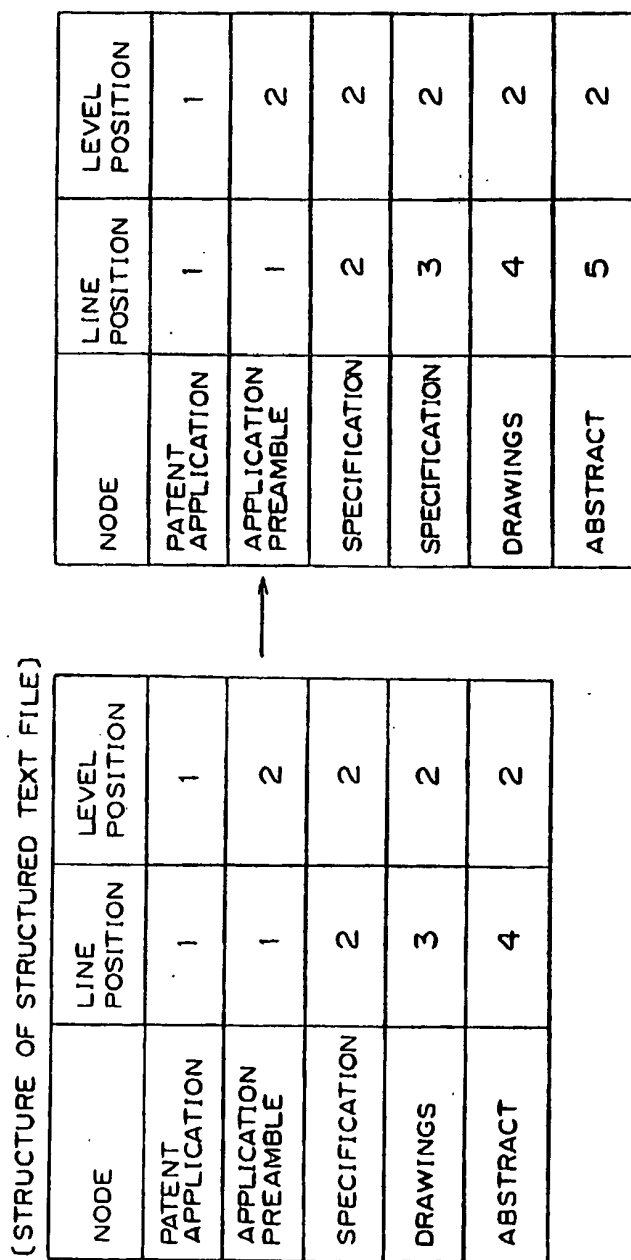 (STRUCTURE OF STRUCTURED TEXT FILE)
NODE LINE POSITION LEVEL POSITION
PATENT APPLICATION 1 1
APPLICATION PREAMBLE 1 2
SPECIFICATION 2 2
DRAWINGS 3 2
ABSTRACT 4 2
NODE LINE POSITION LEVEL POSITION
PATENT APPLICATION 1 1
APPLICATION PREAMBLE 1 2
SPECIFICATION 2 2
SPECIFICATION 3 2
DRAWINGS 4 2
ABSTRACT 5 2